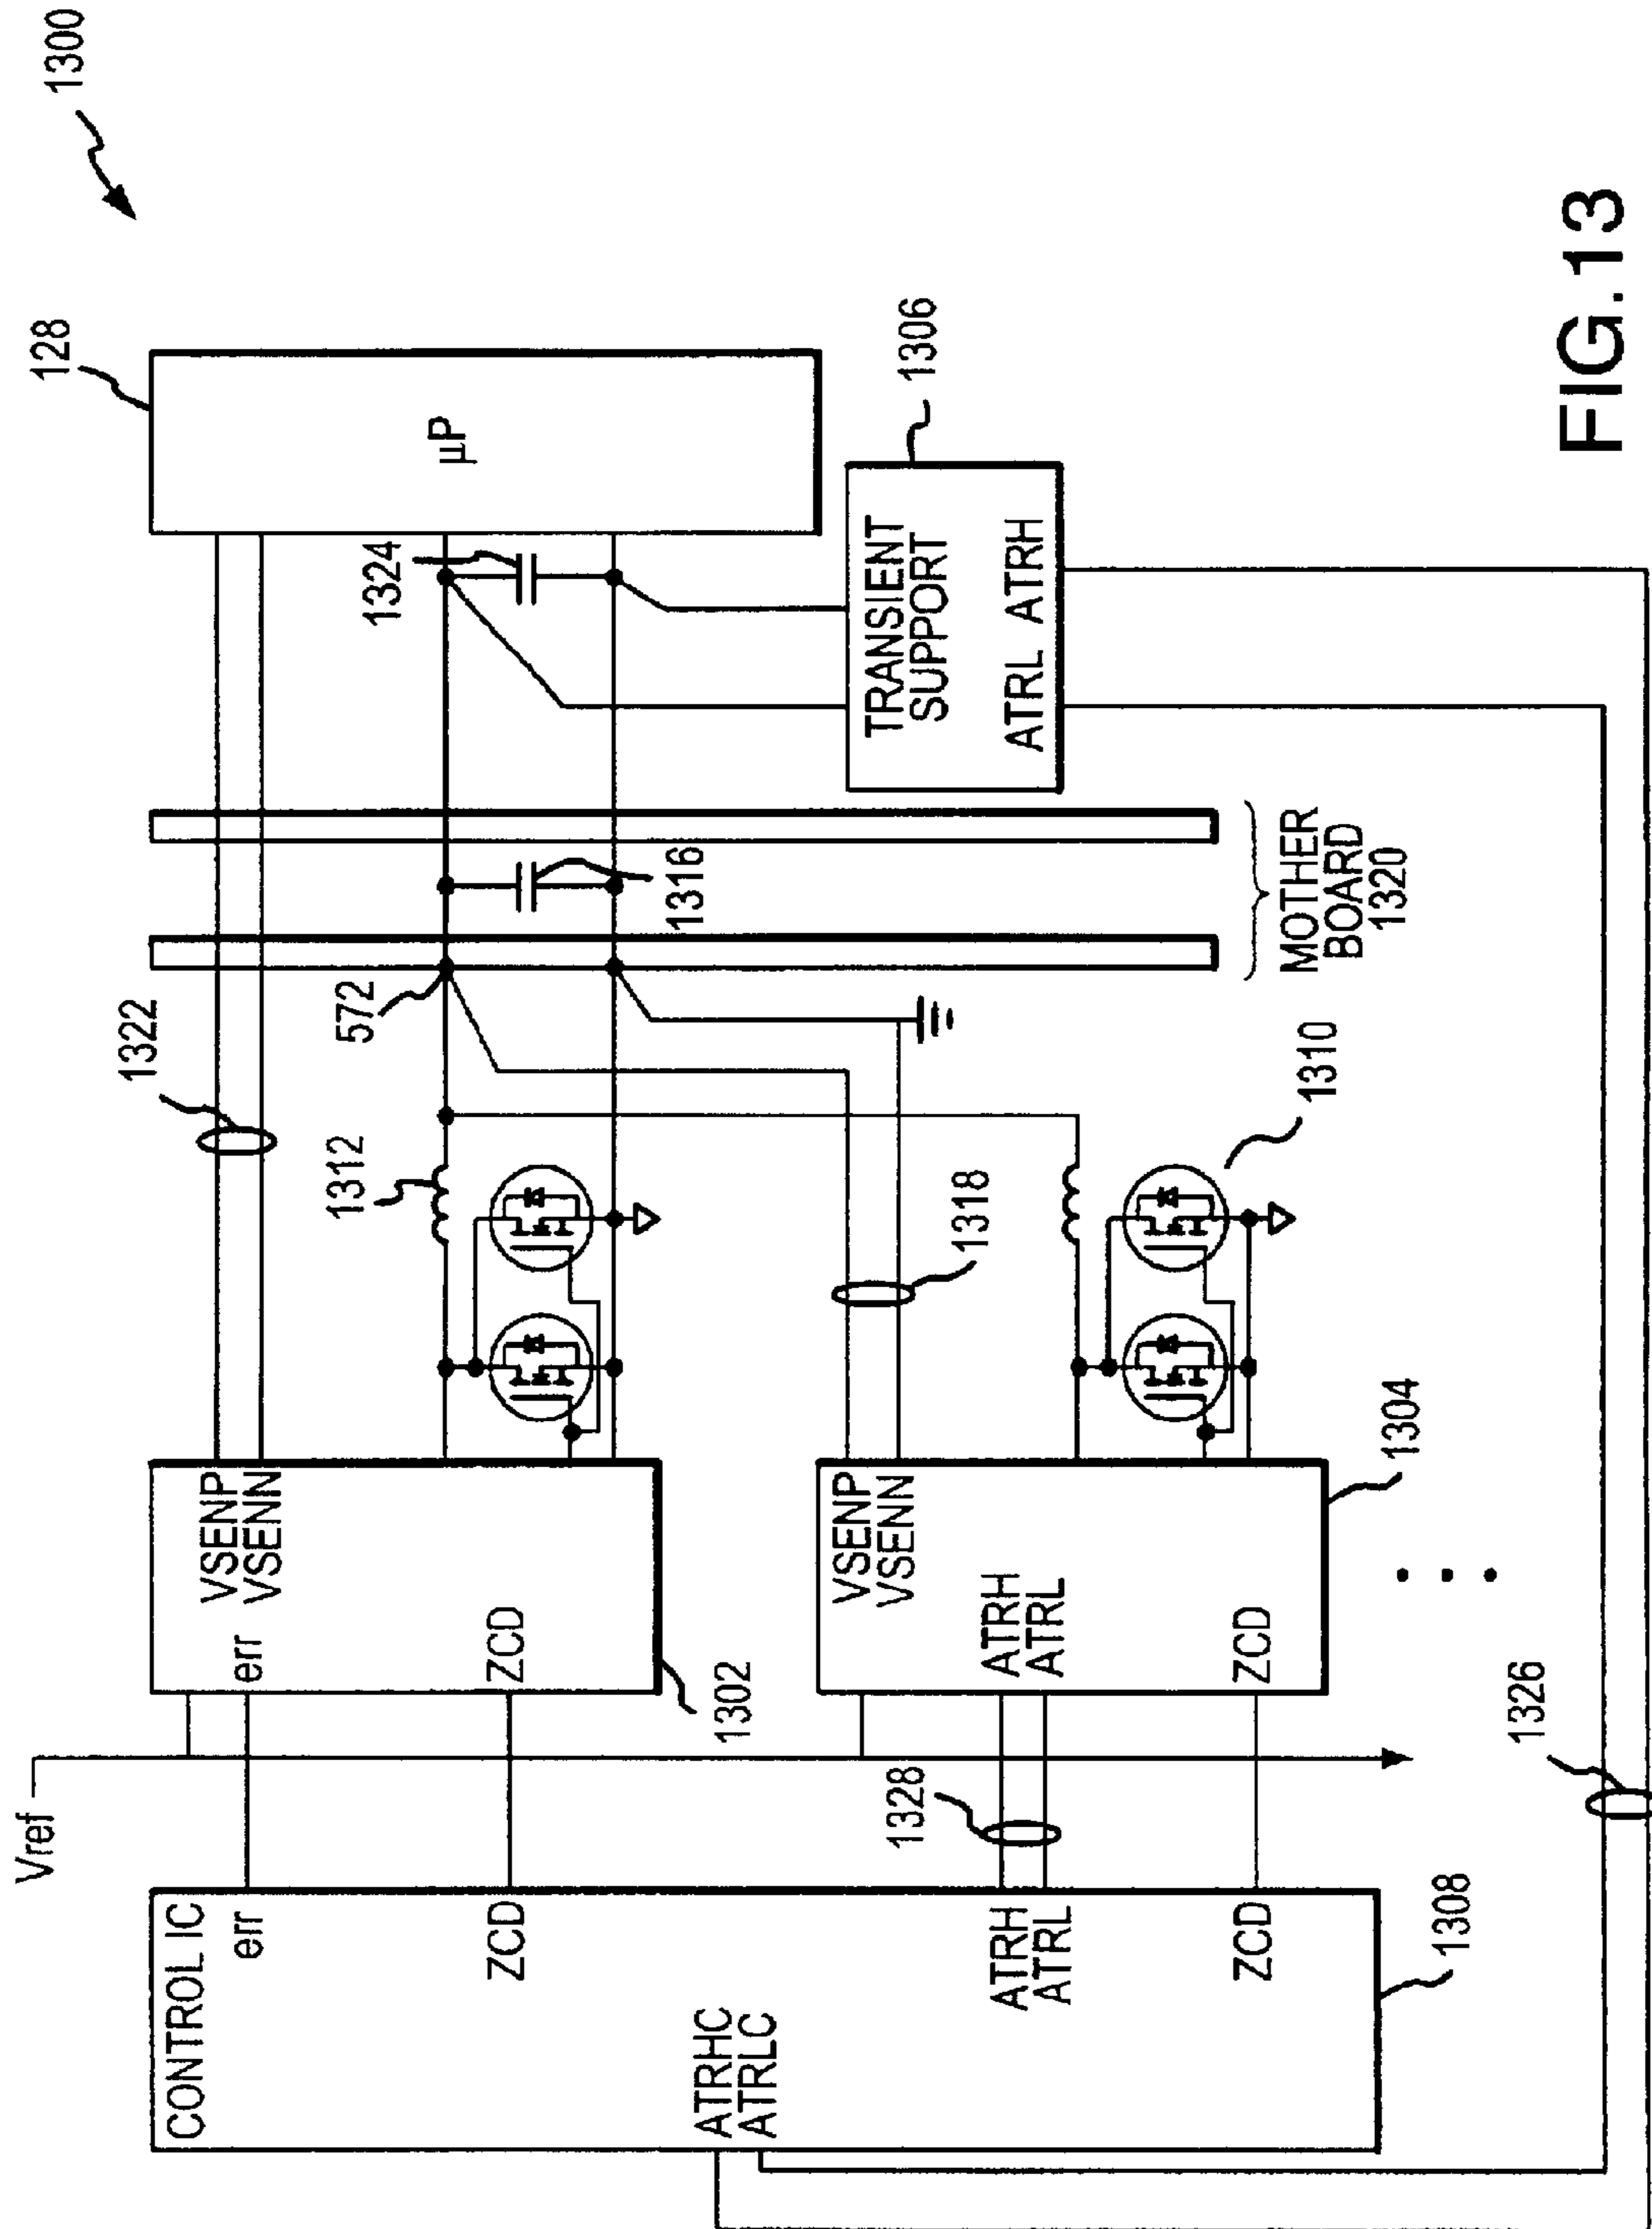 1300
128
μP
1322
VSENP
VSENN
err
ZCD
1302
Vref
CONTROL IC
err
ZCD
ATRHC
ATRLC
ATRH
ATRL
ZCD
1308
1328
1312
572
1316
1324
MOTHER
BOARD
1320
TRANSIENT
SUPPORT
ATRL ATRH
1306
1318
VSENP
VSENN
ATRH
ATRL
ZCD
1304
1310
1326
FIG.13